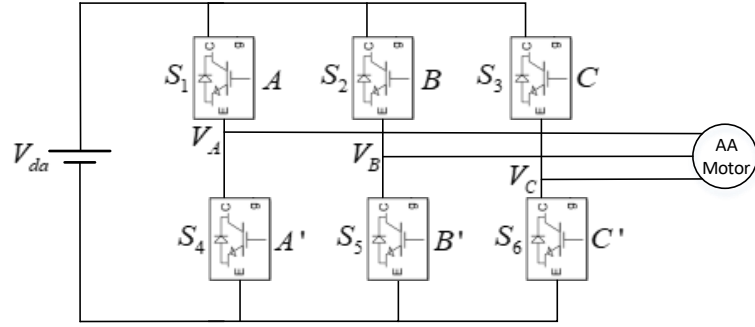 C g C g C g
S1 A S2 B S3 C
E E E
VA
AA
Motor
Vda
VB
VC
C g C g C g
S4 A' S5 B' S6 C'
E E E